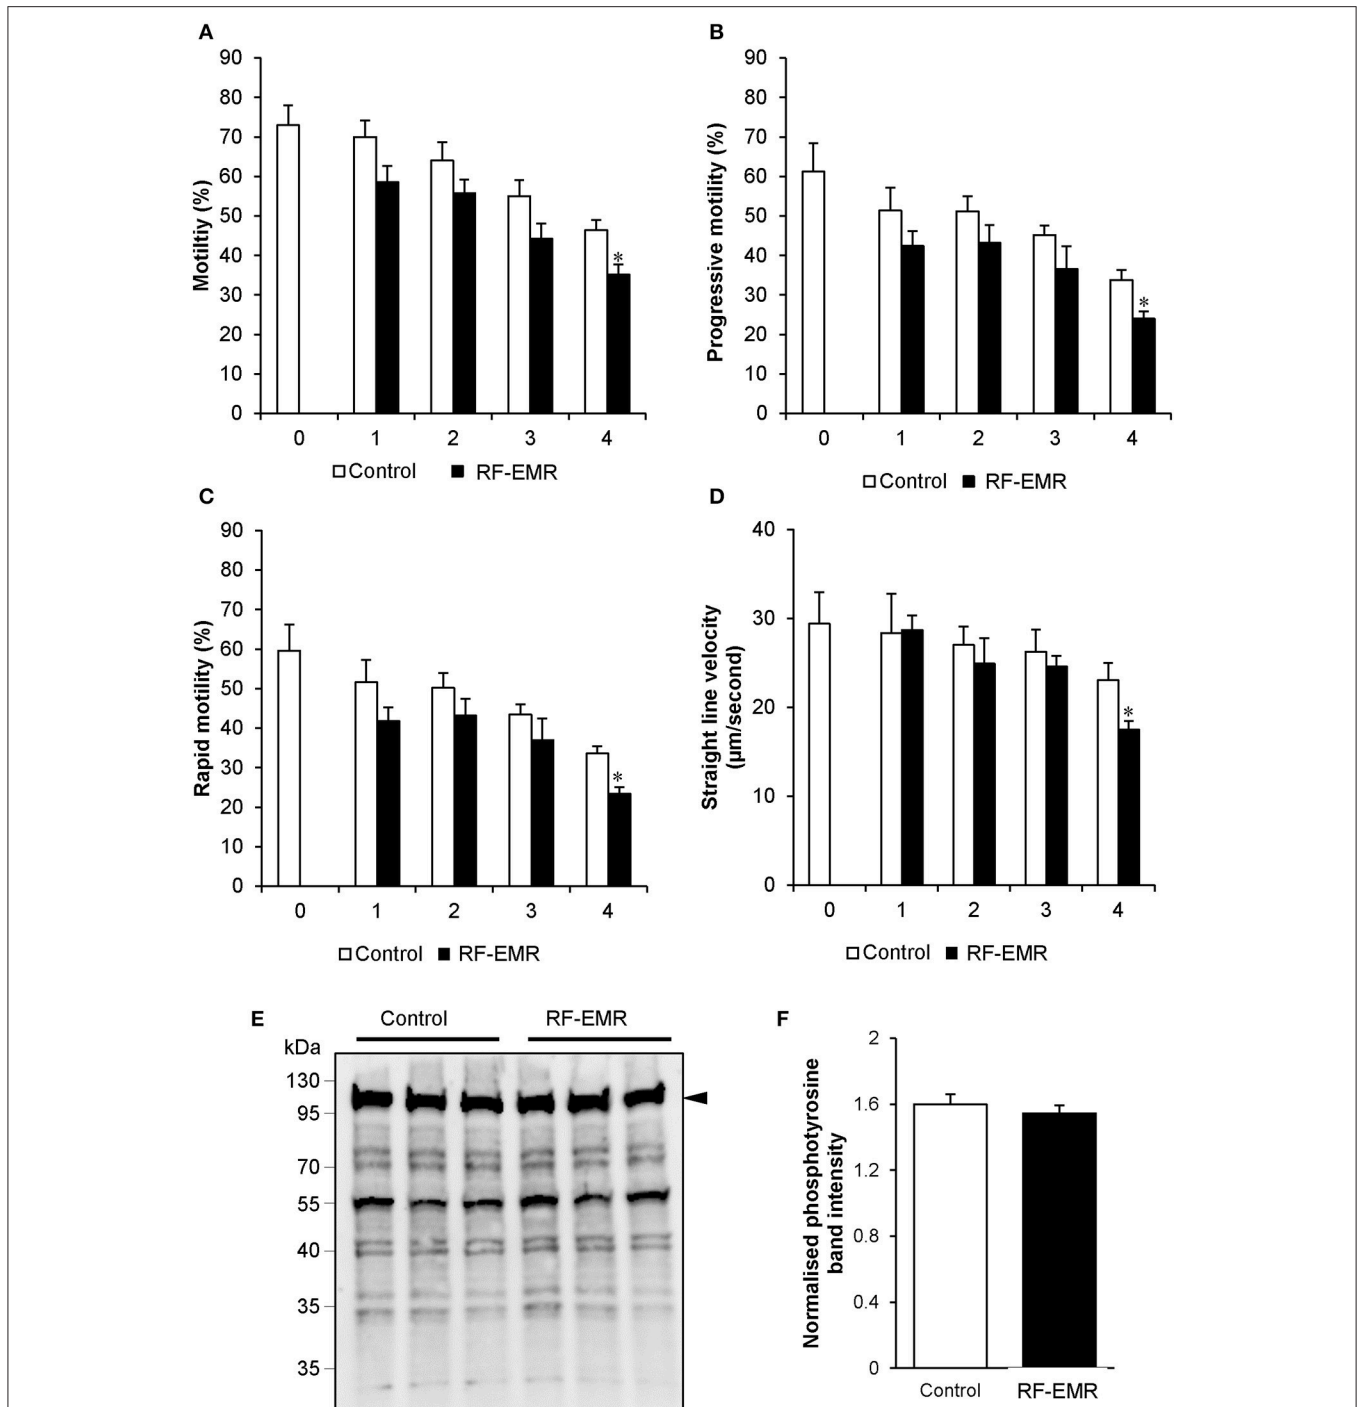 A
90
80
70
60
50
40
30
20
10
0
Motiltiy (%)
0 1 2 3 4
Control RF-EMR
*
B
90
80
70
60
50
40
30
20
10
0
Progressive motility (%)
0 1 2 3 4
Control RF-EMR
*
C
90
80
70
60
50
40
30
20
10
0
Rapid motility (%)
0 1 2 3 4
Control RF-EMR
*
D
40
30
20
10
0
Straight line velocity
(µm/second)
0 1 2 3 4
Control RF-EMR
*
E
Control RF-EMR
kDa
130
95
70
55
40
35
35
F
2
1.6
1.2
0.8
0.4
0
Normalised phosphotyrosine
band intensity
Control RF-EMR